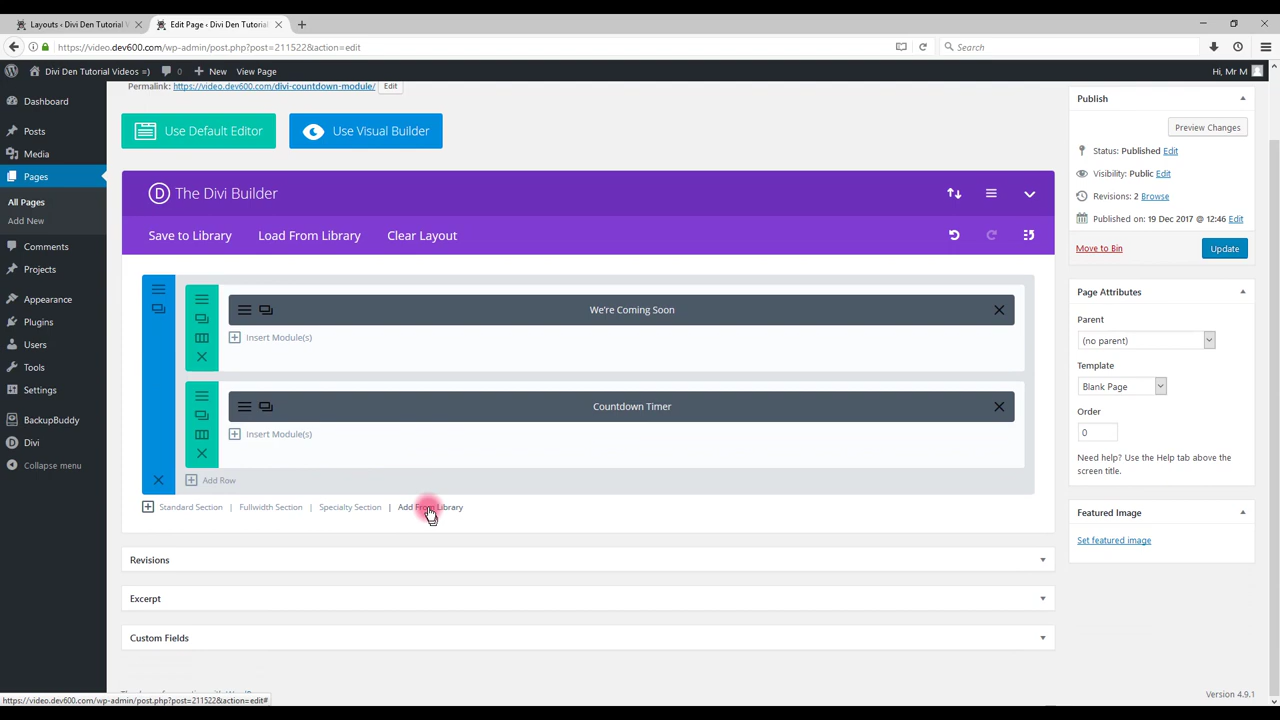 Layouts ‹ Divi Den Tutorial V
Edit Page ‹ Divi Den Tutorial
https://video.dev600.com/wp-admin/post.php?post=211522&action=edit
Search
Divi Den Tutorial Videos =)
0
New
View Page
Hi, Mr M
Permalink: https://video.dev600.com/divi-countdown-module/
Edit
Dashboard
Posts
Media
Pages
All Pages
Add New
Comments
Projects
Appearance
Plugins
Users
Tools
Settings
BackupBuddy
Divi
Collapse menu
Use Default Editor
Use Visual Builder
D The Divi Builder
Save to Library
Load From Library
Clear Layout
We're Coming Soon
Insert Module(s)
Countdown Timer
Insert Module(s)
Add Row
Standard Section | Fullwidth Section | Specialty Section | Add From Library
Revisions
Excerpt
Custom Fields
Publish
Preview Changes
Status: Published Edit
Visibility: Public Edit
Revisions: 2 Browse
Published on: 19 Dec 2017 @ 12:46 Edit
Move to Bin
Update
Page Attributes
Parent
(no parent)
Template
Blank Page
Order
0
Need help? Use the Help tab above the
screen title.
Featured Image
Set featured image
Version 4.9.1
https://video.dev600.com/wp-admin/post.php?post=211522&action=edit#